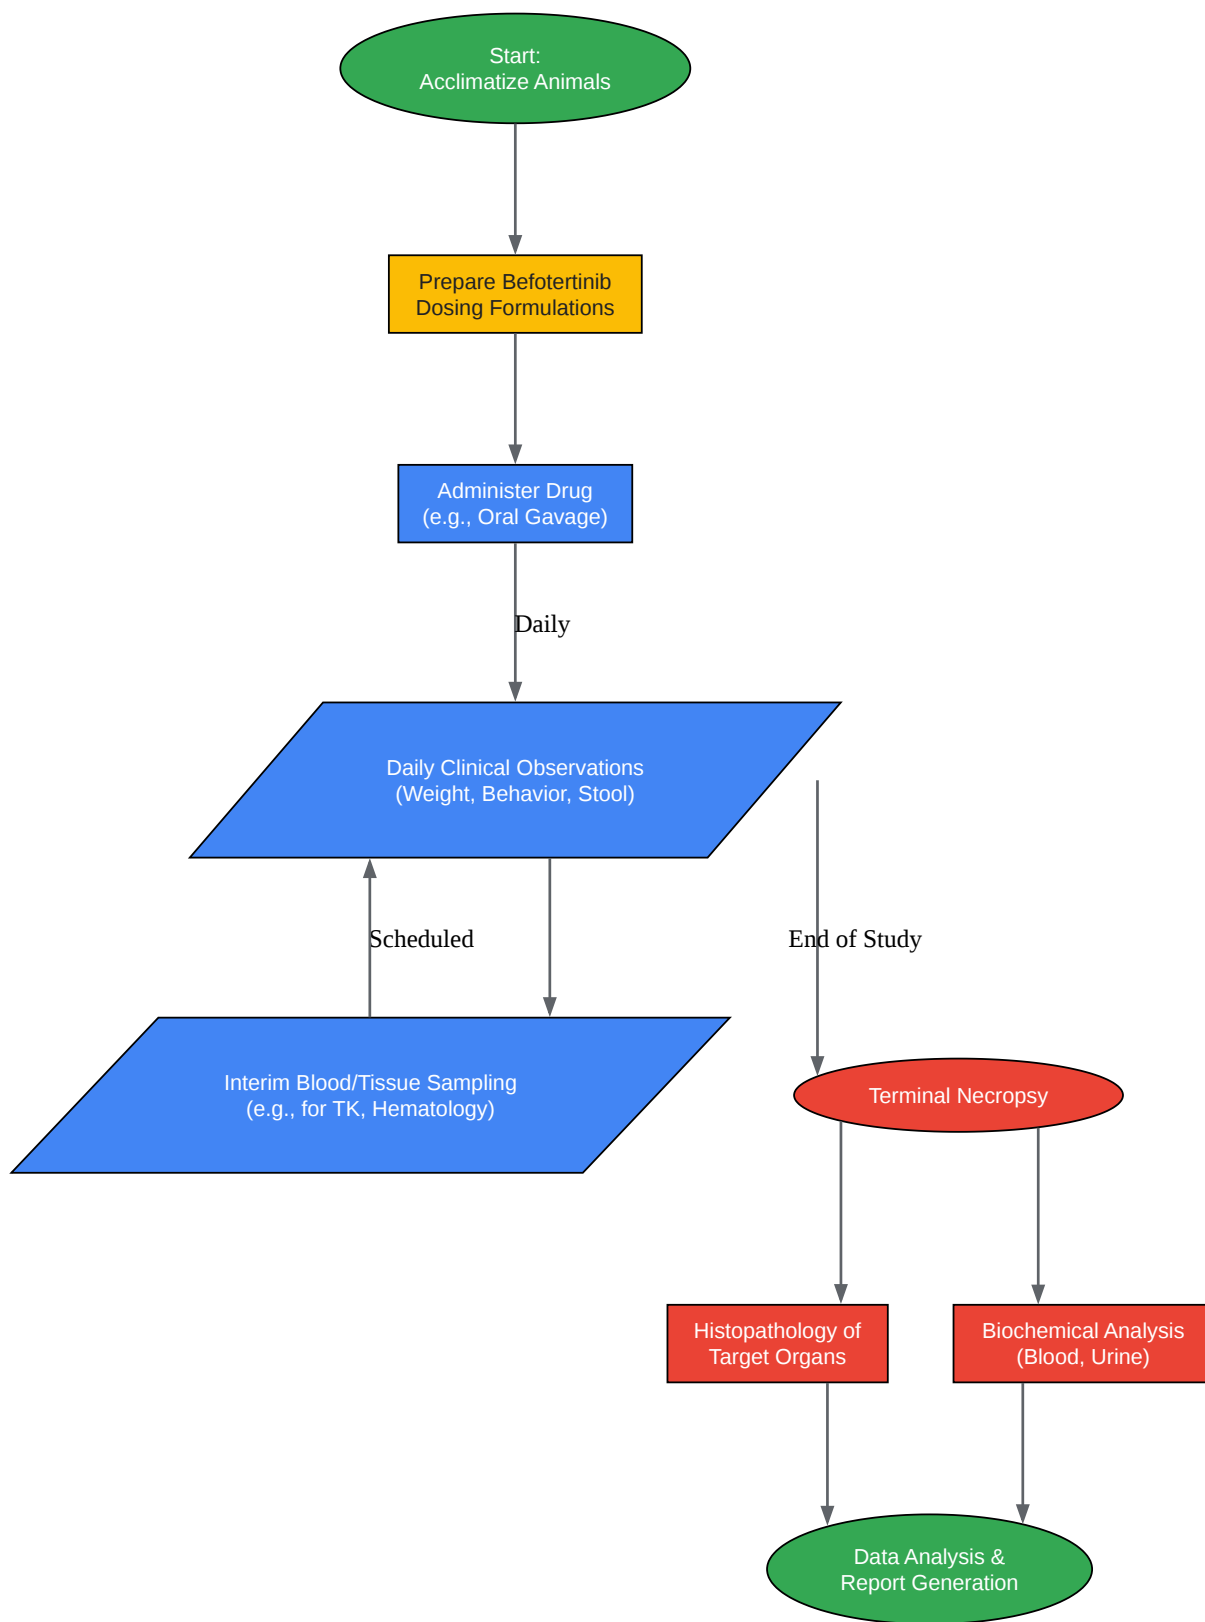 Start:
Acclimatize Animals
Prepare Befotertinib
Dosing Formulations
Administer Drug
(e.g., Oral Gavage)
Daily
Daily Clinical Observations
(Weight, Behavior, Stool)
Scheduled
End of Study
Interim Blood/Tissue Sampling
(e.g., for TK, Hematology)
Terminal Necropsy
Histopathology of
Target Organs
Biochemical Analysis
(Blood, Urine)
Data Analysis &
Report Generation